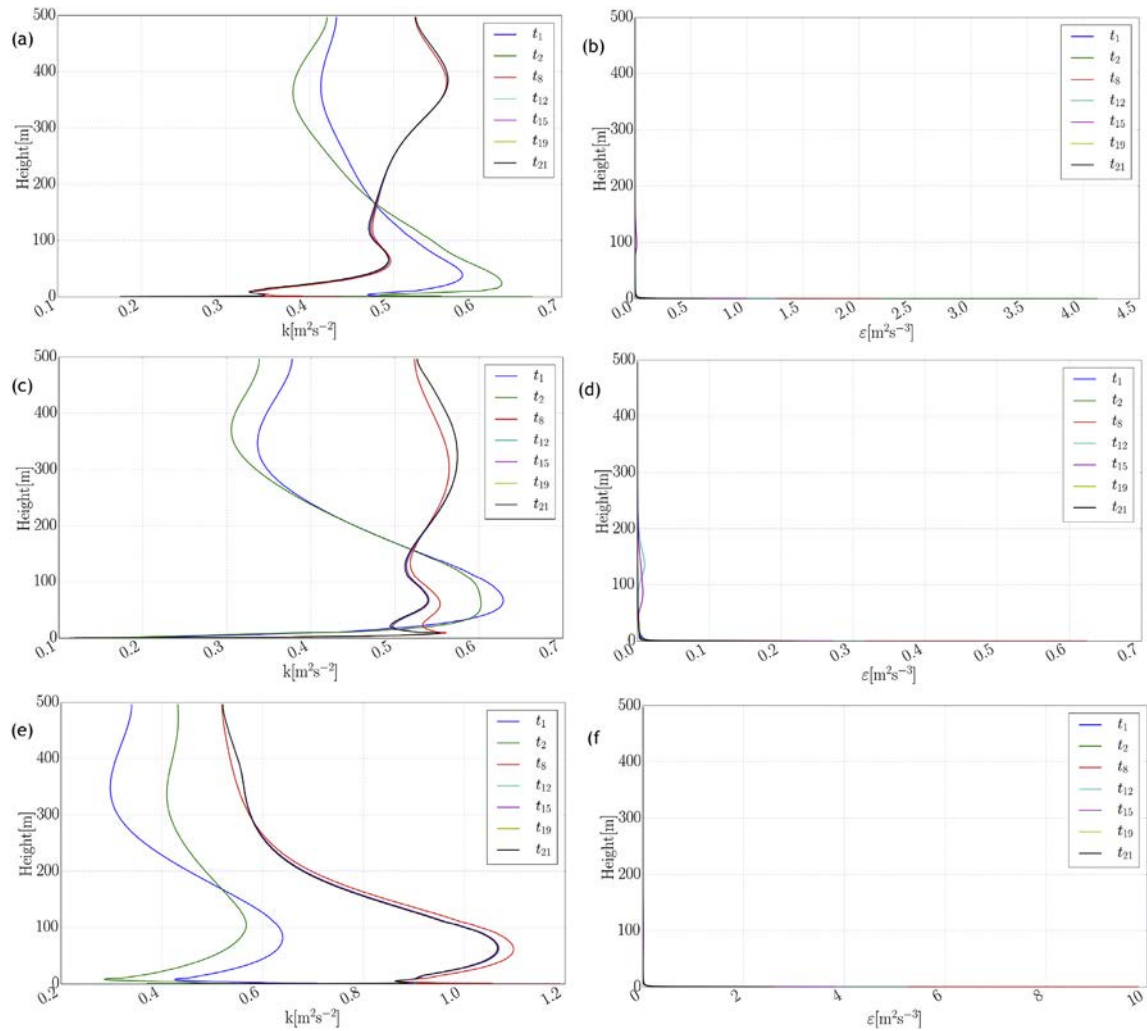 (a)
500
400
300
200
100
0
Height[m]
0.1 0.2 0.3 0.4 0.5 0.6 0.7
k[m²s⁻²]
t₁
t₂
t₈
t₁₂
t₁₅
t₁₉
t₂₁
(b)
500
400
300
200
100
0
Height[m]
0.0 0.5 1.0 1.5 2.0 2.5 3.0 3.5 4.0 4.5
ε[m²s⁻³]
t₁
t₂
t₈
t₁₂
t₁₅
t₁₉
t₂₁
(c)
500
400
300
200
100
0
Height[m]
0.1 0.2 0.3 0.4 0.5 0.6 0.7
k[m²s⁻²]
t₁
t₂
t₈
t₁₂
t₁₅
t₁₉
t₂₁
(d)
500
400
300
200
100
0
Height[m]
0.0 0.1 0.2 0.3 0.4 0.5 0.6 0.7
ε[m²s⁻³]
t₁
t₂
t₈
t₁₂
t₁₅
t₁₉
t₂₁
(e)
500
400
300
200
100
0
Height[m]
0.2 0.4 0.6 0.8 1.0 1.2
k[m²s⁻²]
t₁
t₂
t₈
t₁₂
t₁₅
t₁₉
t₂₁
(f)
500
400
300
200
100
0
Height[m]
0 2 4 6 8 10
ε[m²s⁻³]
t₁
t₂
t₈
t₁₂
t₁₅
t₁₉
t₂₁